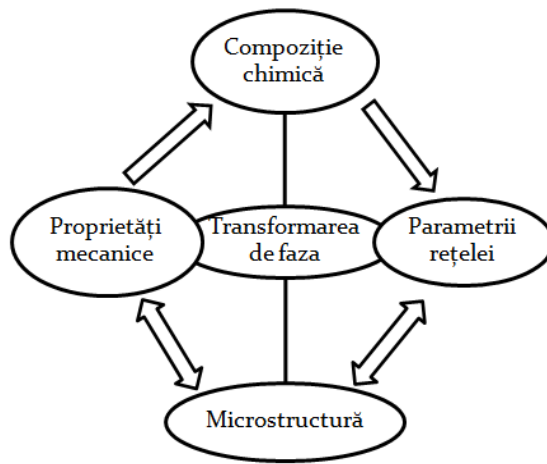 Compoziție
chimică
Proprietăți
mecanice
Transformarea
de faza
Parametrii
rețelei
Microstructură